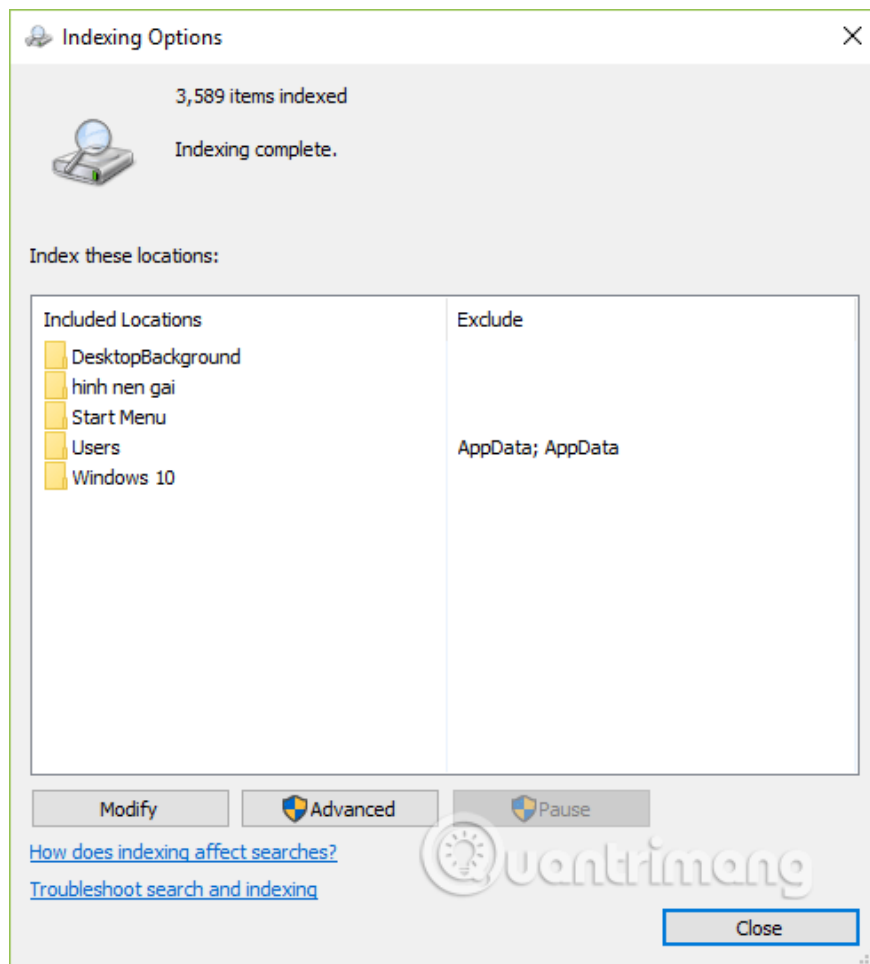 Indexing Options
3,589 items indexed
Indexing complete.
Index these locations:
Included Locations Exclude
DesktopBackground
hinh nen gai
Start Menu
Users AppData; AppData
Windows 10
Modify Advanced Pause
How does indexing affect searches?
Quantrimang
Troubleshoot search and indexing
Close